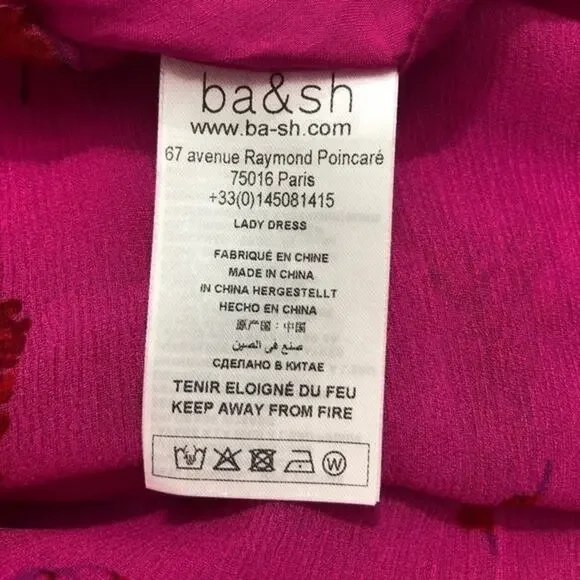 ba&sh
www.ba-sh.com
67 avenue Raymond Poincaré
75016 Paris
+33(0)145081415
LADY DRESS
FABRIQUÉ EN CHINE
MADE IN CHINA
IN CHINA HERGESTELLT
HECHO EN CHINA
原产国：中国
صنع في الصين
СДЕЛАНО В КИТАЕ
TENIR ELOIGNÉ DU FEU
KEEP AWAY FROM FIRE
W